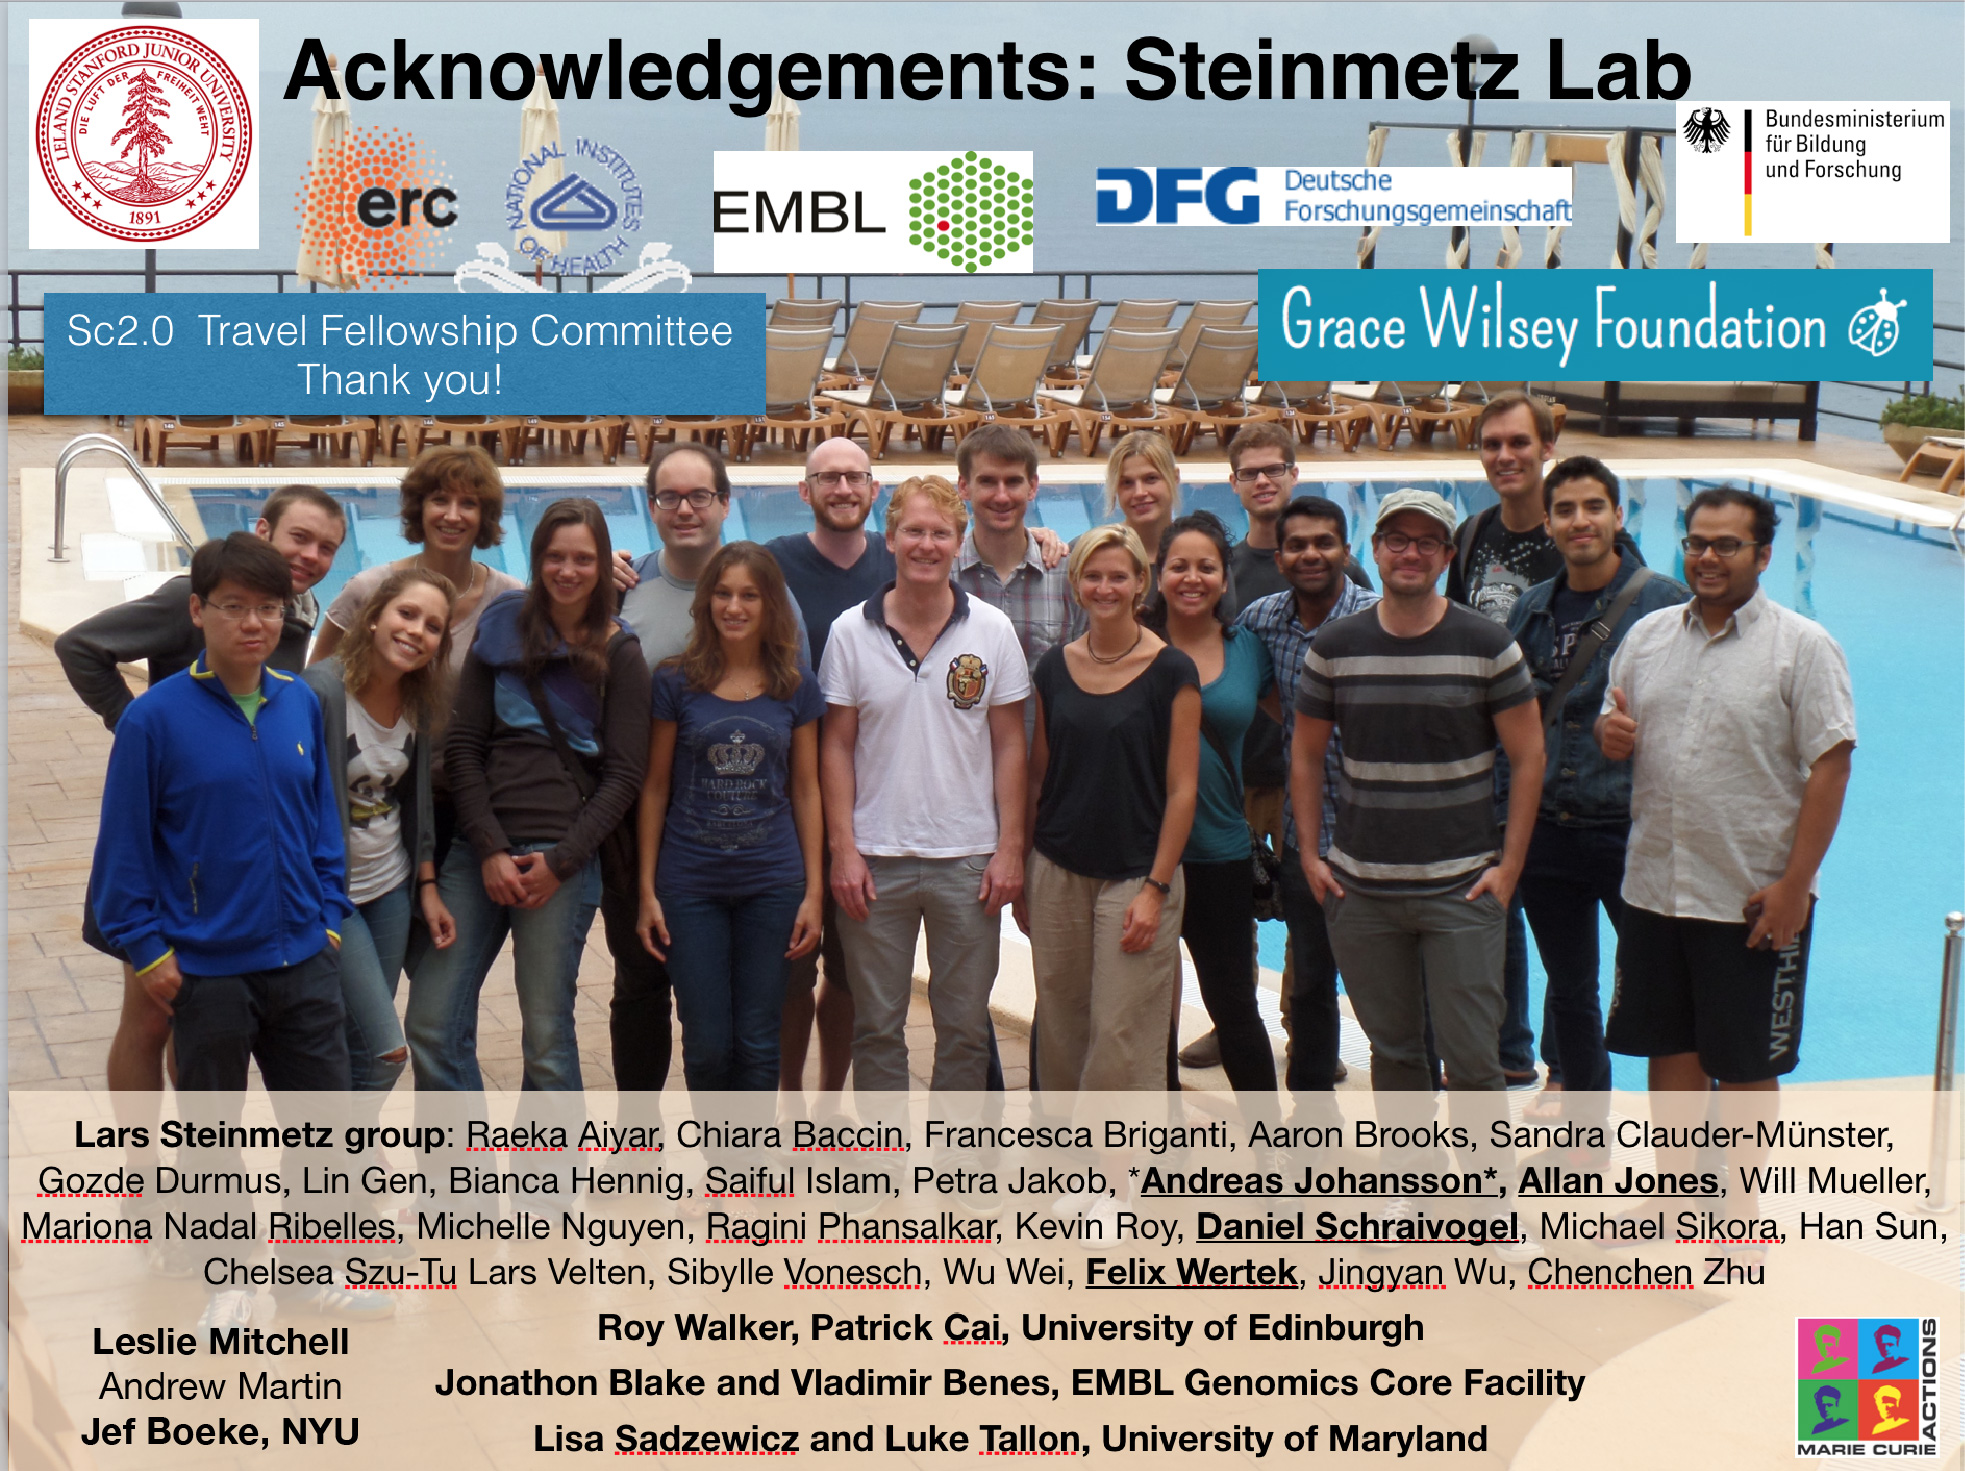 Acknowledgements: Steinmetz Lab
LELAND STANFORD JUNIOR UNIVERSITY
DIE LUFT DER FREIHEIT WEHT
1891
erc
NATIONAL INSTITUTES
OF HEALTH
EMBL
DFG
Deutsche
Forschungsgemeinschaft
Bundesministerium
für Bildung
und Forschung
Sc2.0 Travel Fellowship Committee
Thank you!
Grace Wilsey Foundation
HARD ROCK
COUTURE
WESTHI
Lars Steinmetz group: Raeka Aiyar, Chiara Baccin, Francesca Briganti, Aaron Brooks, Sandra Clauder-Münster,
Gozde Durmus, Lin Gen, Bianca Hennig, Saiful Islam, Petra Jakob, *Andreas Johansson*, Allan Jones, Will Mueller,
Mariona Nadal Ribelles, Michelle Nguyen, Ragini Phansalkar, Kevin Roy, Daniel Schraivogel, Michael Sikora, Han Sun,
Chelsea Szu-Tu Lars Velten, Sibylle Vonesch, Wu Wei, Felix Wertek, Jingyan Wu, Chenchen Zhu
Leslie Mitchell
Andrew Martin
Jef Boeke, NYU
Roy Walker, Patrick Cai, University of Edinburgh
Jonathon Blake and Vladimir Benes, EMBL Genomics Core Facility
Lisa Sadzewicz and Luke Tallon, University of Maryland
MARIE CURIE
ACTIONS